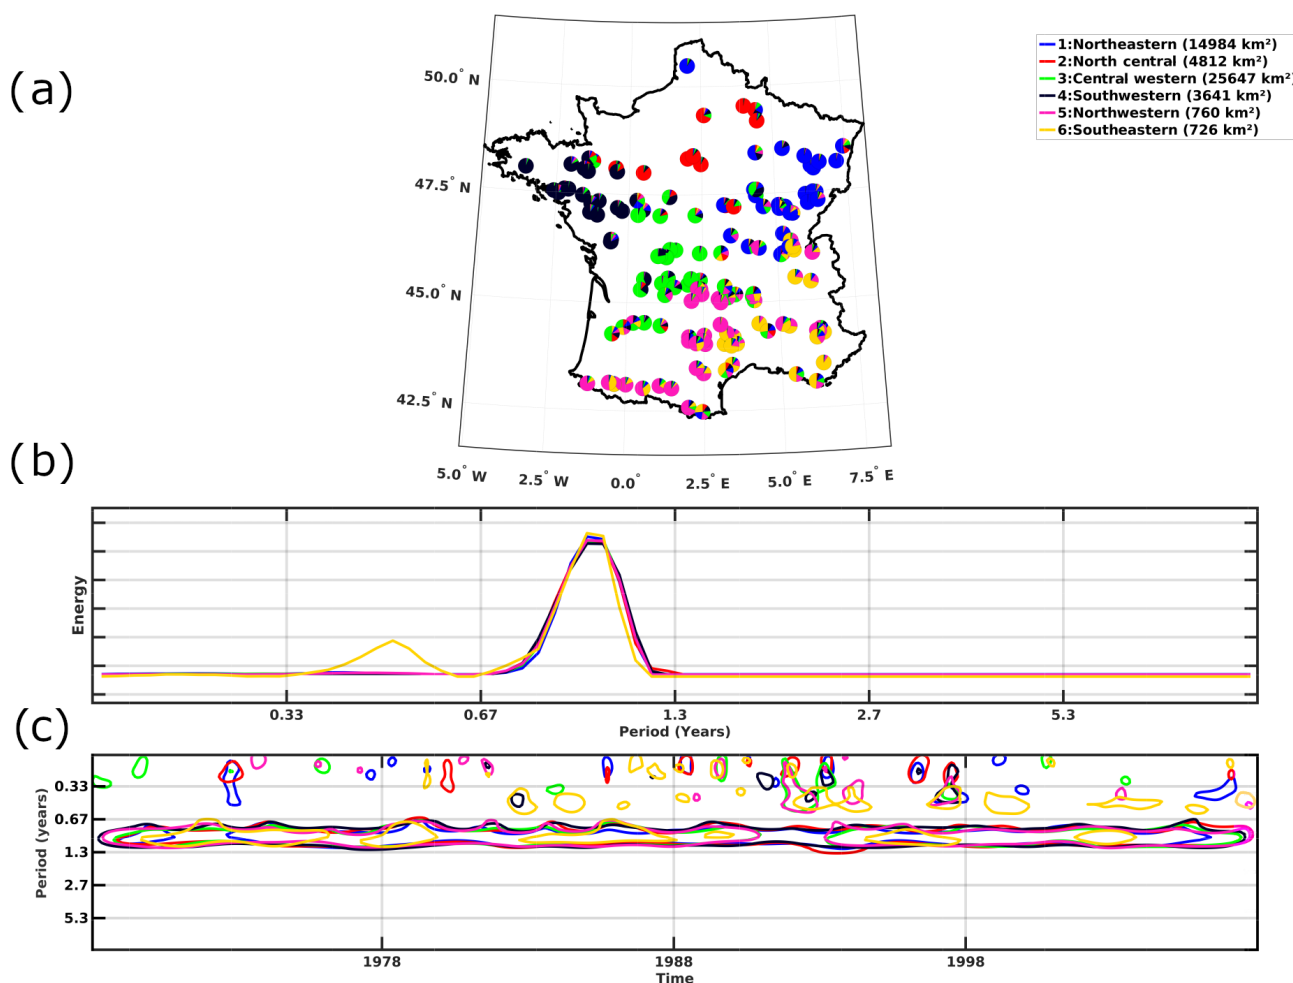 (a)
1:Northeastern (14984 km²)
2:North central (4812 km²)
3:Central western (25647 km²)
4:Southwestern (3641 km²)
5:Northwestern (760 km²)
6:Southeastern (726 km²)
50.0° N
47.5° N
45.0° N
42.5° N
5.0° W
2.5° W
0.0°
2.5° E
5.0° E
7.5° E
(b)
Energy
0.33
0.67
1.3
2.7
5.3
Period (Years)
(c)
Period (years)
0.33
0.67
1.3
2.7
5.3
1978
1988
1998
Time